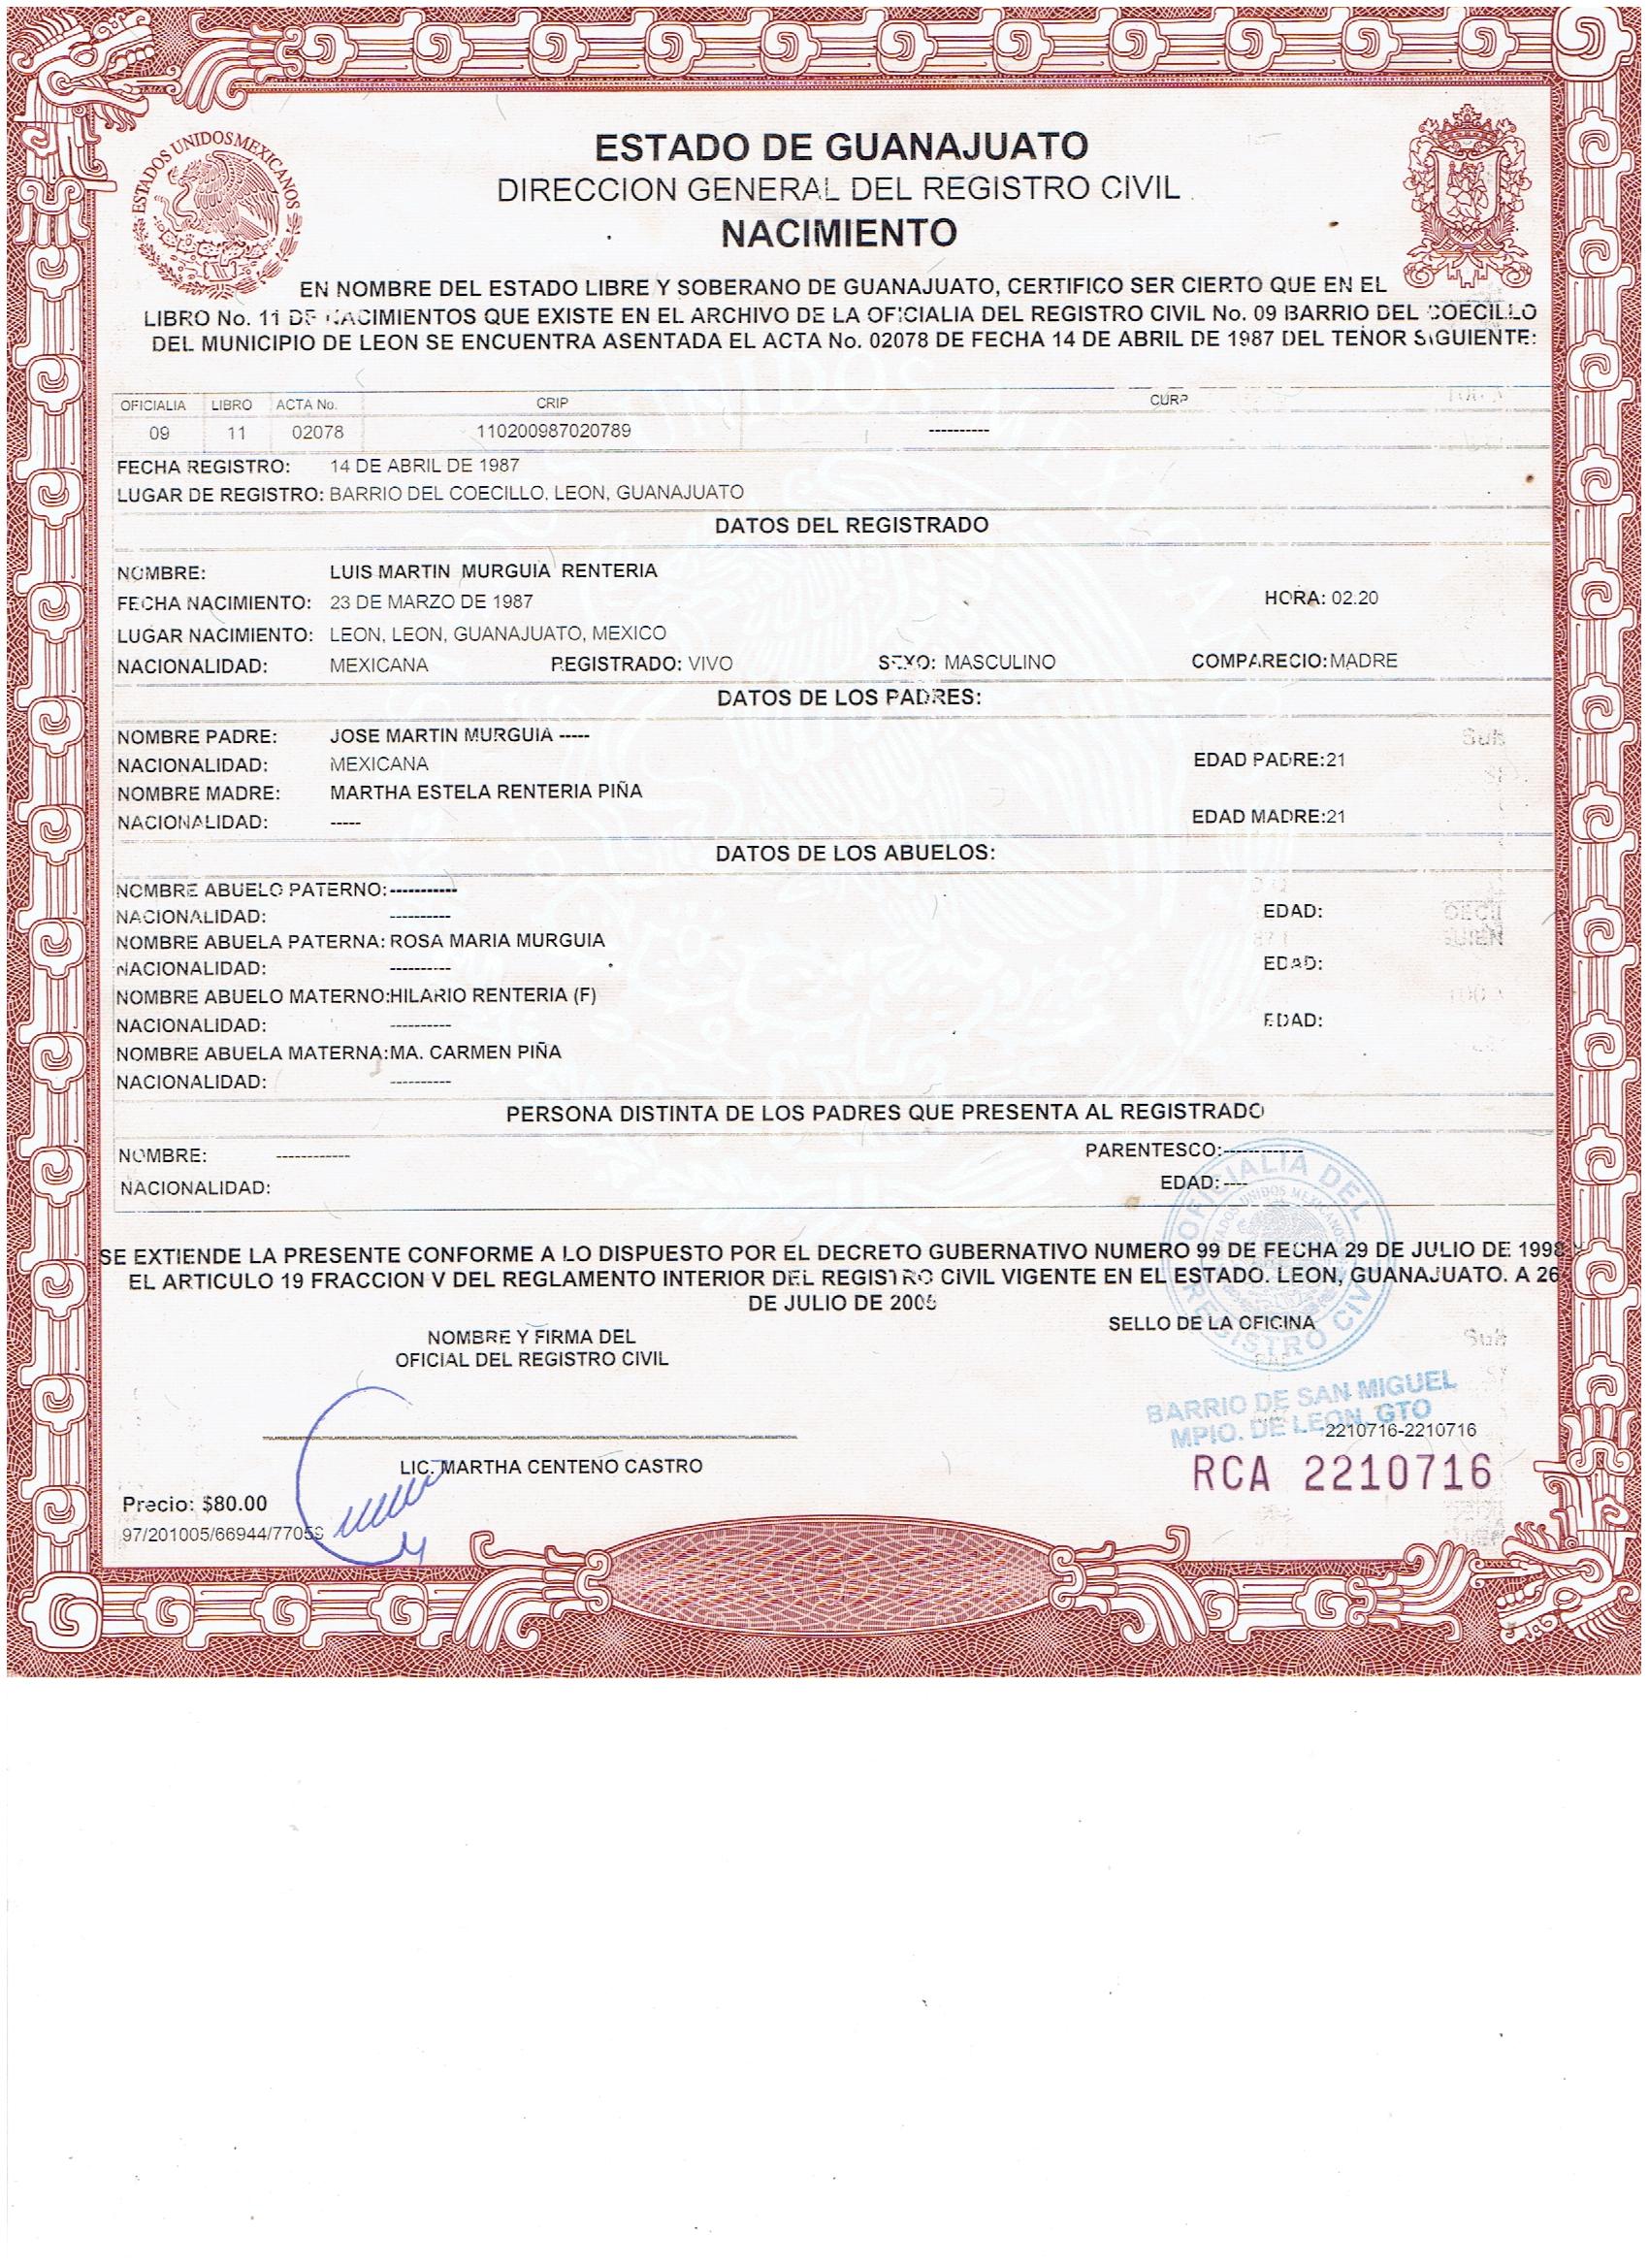 ESTADOS UNIDOS MEXICANOS
ESTADO DE GUANAJUATO
DIRECCION GENERAL DEL REGISTRO CIVIL
NACIMIENTO
EN NOMBRE DEL ESTADO LIBRE Y SOBERANO DE GUANAJUATO, CERTIFICO SER CIERTO QUE EN EL
LIBRO No. 11 DE NACIMIENTOS QUE EXISTE EN EL ARCHIVO DE LA OFICIALIA DEL REGISTRO CIVIL No. 09 BARRIO DEL COECILLO
DEL MUNICIPIO DE LEON SE ENCUENTRA ASENTADA EL ACTA No. 02078 DE FECHA 14 DE ABRIL DE 1987 DEL TENOR SIGUIENTE:
OFICIALIA LIBRO ACTA No. CRIP CURP
09 11 02078 110200987020789 ----------
FECHA REGISTRO: 14 DE ABRIL DE 1987
LUGAR DE REGISTRO: BARRIO DEL COECILLO, LEON, GUANAJUATO
DATOS DEL REGISTRADO
NOMBRE: LUIS MARTIN MURGUIA RENTERIA
FECHA NACIMIENTO: 23 DE MARZO DE 1987 HORA: 02.20
LUGAR NACIMIENTO: LEON, LEON, GUANAJUATO, MEXICO
NACIONALIDAD: MEXICANA REGISTRADO: VIVO SEXO: MASCULINO COMPARECIO:MADRE
DATOS DE LOS PADRES:
NOMBRE PADRE: JOSE MARTIN MURGUIA -----
NACIONALIDAD: MEXICANA EDAD PADRE:21
NOMBRE MADRE: MARTHA ESTELA RENTERIA PIÑA
NACIONALIDAD: ----- EDAD MADRE:21
DATOS DE LOS ABUELOS:
NOMBRE ABUELO PATERNO:-----------
NACIONALIDAD: ---------- EDAD:
NOMBRE ABUELA PATERNA: ROSA MARIA MURGUIA
NACIONALIDAD: ---------- EDAD:
NOMBRE ABUELO MATERNO:HILARIO RENTERIA (F)
NACIONALIDAD: ---------- EDAD:
NOMBRE ABUELA MATERNA:MA. CARMEN PIÑA
NACIONALIDAD: ----------
PERSONA DISTINTA DE LOS PADRES QUE PRESENTA AL REGISTRADO
NOMBRE: ------------ PARENTESCO:-------------
NACIONALIDAD: EDAD:----
OFICIALIA DEL REGISTRO CIVIL
ESTADOS UNIDOS MEXICANOS
SE EXTIENDE LA PRESENTE CONFORME A LO DISPUESTO POR EL DECRETO GUBERNATIVO NUMERO 99 DE FECHA 29 DE JULIO DE 1998 Y
EL ARTICULO 19 FRACCION V DEL REGLAMENTO INTERIOR DEL REGISTRO CIVIL VIGENTE EN EL ESTADO. LEON, GUANAJUATO. A 26
DE JULIO DE
NOMBRE Y FIRMA DEL SELLO DE LA OFICINA
OFICIAL DEL REGISTRO CIVIL
BARRIO DE SAN MIGUEL
MPIO. DE LEON, GTO
2210716-2210716
LIC. MARTHA CENTENO CASTRO
RCA 2210716
Precio: $80.00